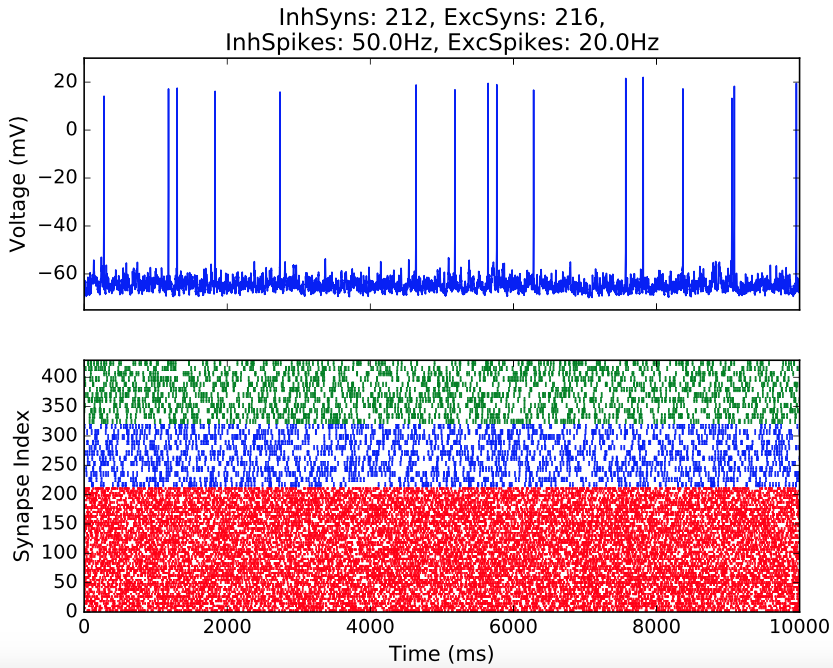 InhSyns: 212, ExcSyns: 216,
InhSpikes: 50.0Hz, ExcSpikes: 20.0Hz
Voltage (mV)
20
0
−20
−40
−60
Synapse Index
400
350
300
250
200
150
100
50
0
0 2000 4000 6000 8000 10000
Time (ms)